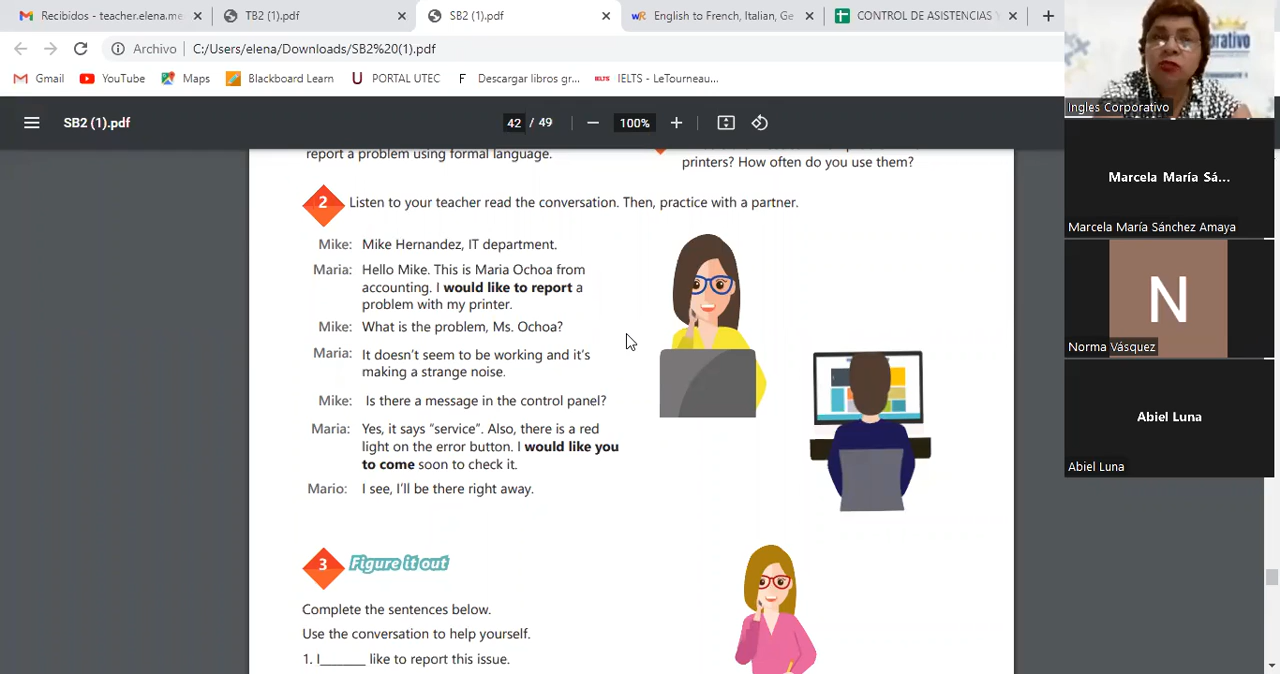 Recibidos - teacher.elena.me
TB2 (1).pdf
SB2 (1).pdf
English to French, Italian, Ge
CONTROL DE ASISTENCIAS Y
Archivo
C:/Users/elena/Downloads/SB2%20(1).pdf
Gmail
YouTube
Maps
Blackboard Learn
PORTAL UTEC
Descargar libros gr...
IELTS - LeTourneau...
SB2 (1).pdf
42 / 49
100%
report a problem using formal language.
printers? How often do you use them?
2 Listen to your teacher read the conversation. Then, practice with a partner.
Mike: Mike Hernandez, IT department.
Maria: Hello Mike. This is Maria Ochoa from
accounting. I would like to report a
problem with my printer.
Mike: What is the problem, Ms. Ochoa?
Maria: It doesn't seem to be working and it's
making a strange noise.
Mike: Is there a message in the control panel?
Maria: Yes, it says "service". Also, there is a red
light on the error button. I would like you
to come soon to check it.
Mario: I see, I'll be there right away.
3 Figure it out
Complete the sentences below.
Use the conversation to help yourself.
1. I______ like to report this issue.
Ingles Corporativo
Marcela María Sá...
Marcela María Sánchez Amaya
N
Norma Vásquez
Abiel Luna
Abiel Luna